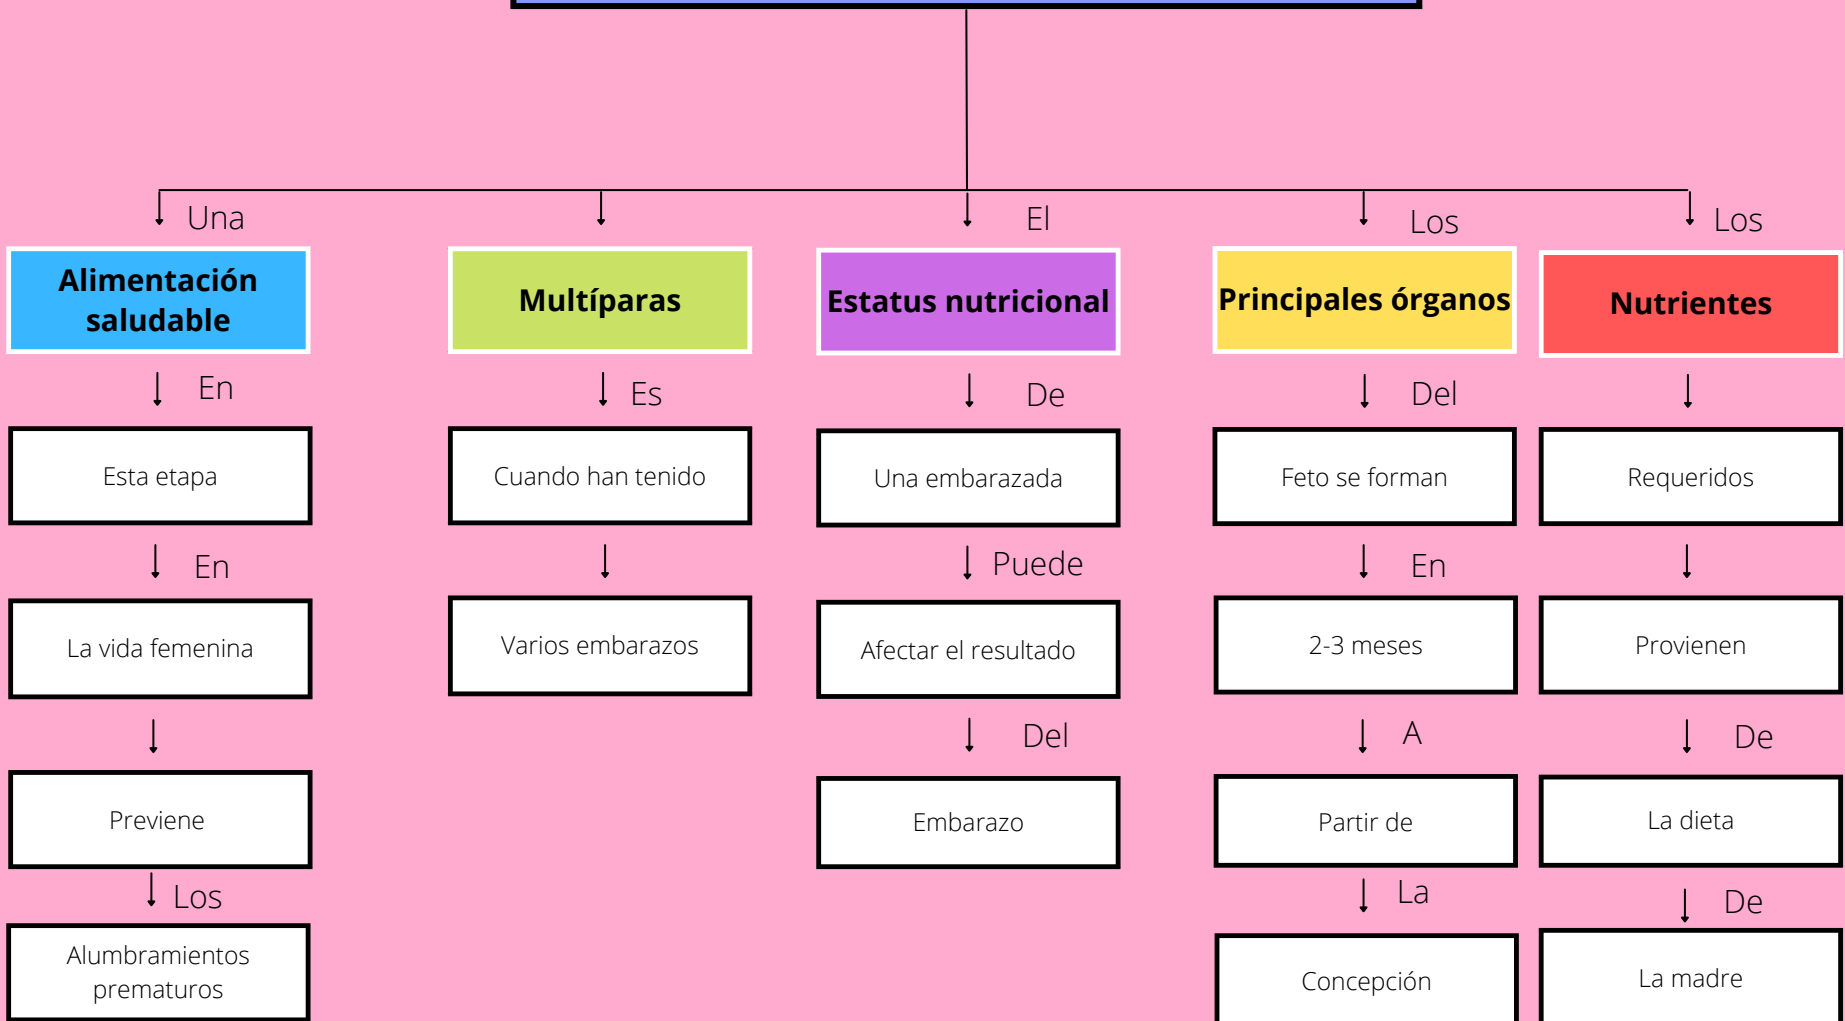 Una
Alimentación
saludable
En
Esta etapa
En
La vida femenina
Previene
Los
Alumbramientos
prematuros
Multíparas
Es
Cuando han tenido
Varios embarazos
El
Estatus nutricional
De
Una embarazada
Puede
Afectar el resultado
Del
Embarazo
Los
Principales órganos
Del
Feto se forman
En
2-3 meses
A
Partir de
La
Concepción
Los
Nutrientes
Requeridos
Provienen
De
La dieta
De
La madre